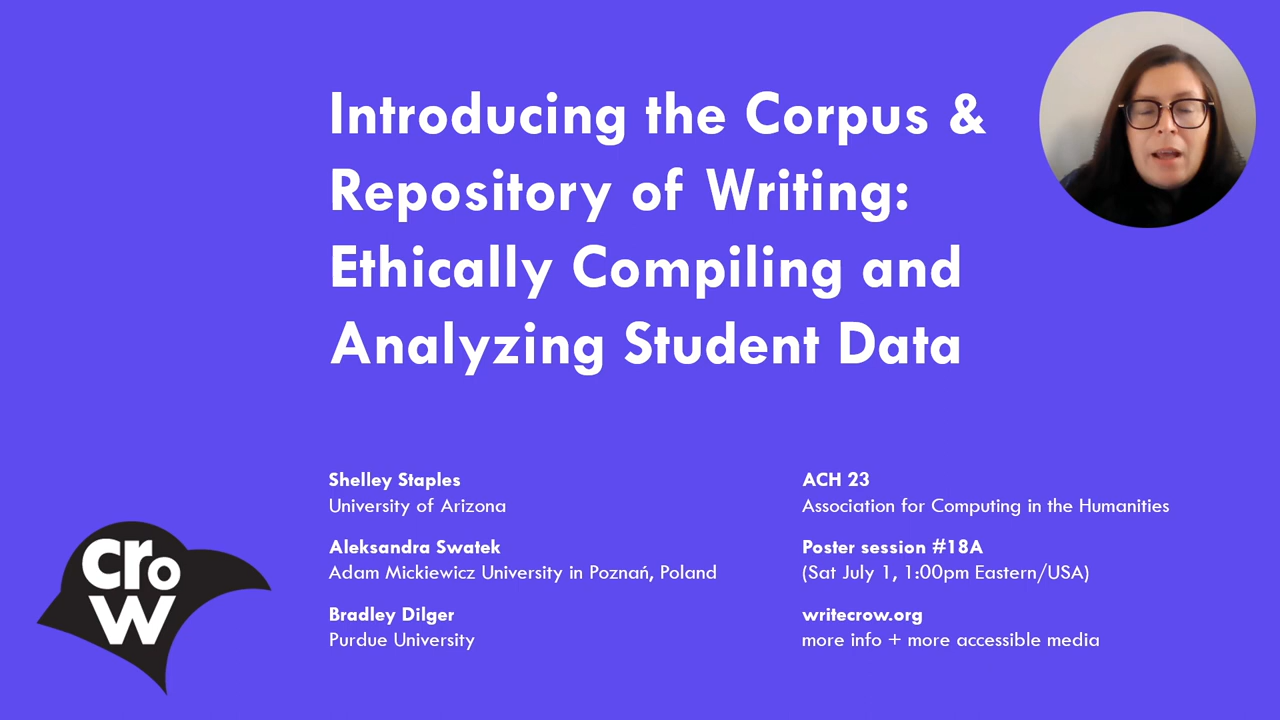 Introducing the Corpus &
Repository of Writing:
Ethically Compiling and
Analyzing Student Data
Shelley Staples
University of Arizona
Aleksandra Swatek
Adam Mickiewicz University in Poznań, Poland
Bradley Dilger
Purdue University
ACH 23
Association for Computing in the Humanities
Poster session #18A
(Sat July 1, 1:00pm Eastern/USA)
writecrow.org
more info + more accessible media
croW